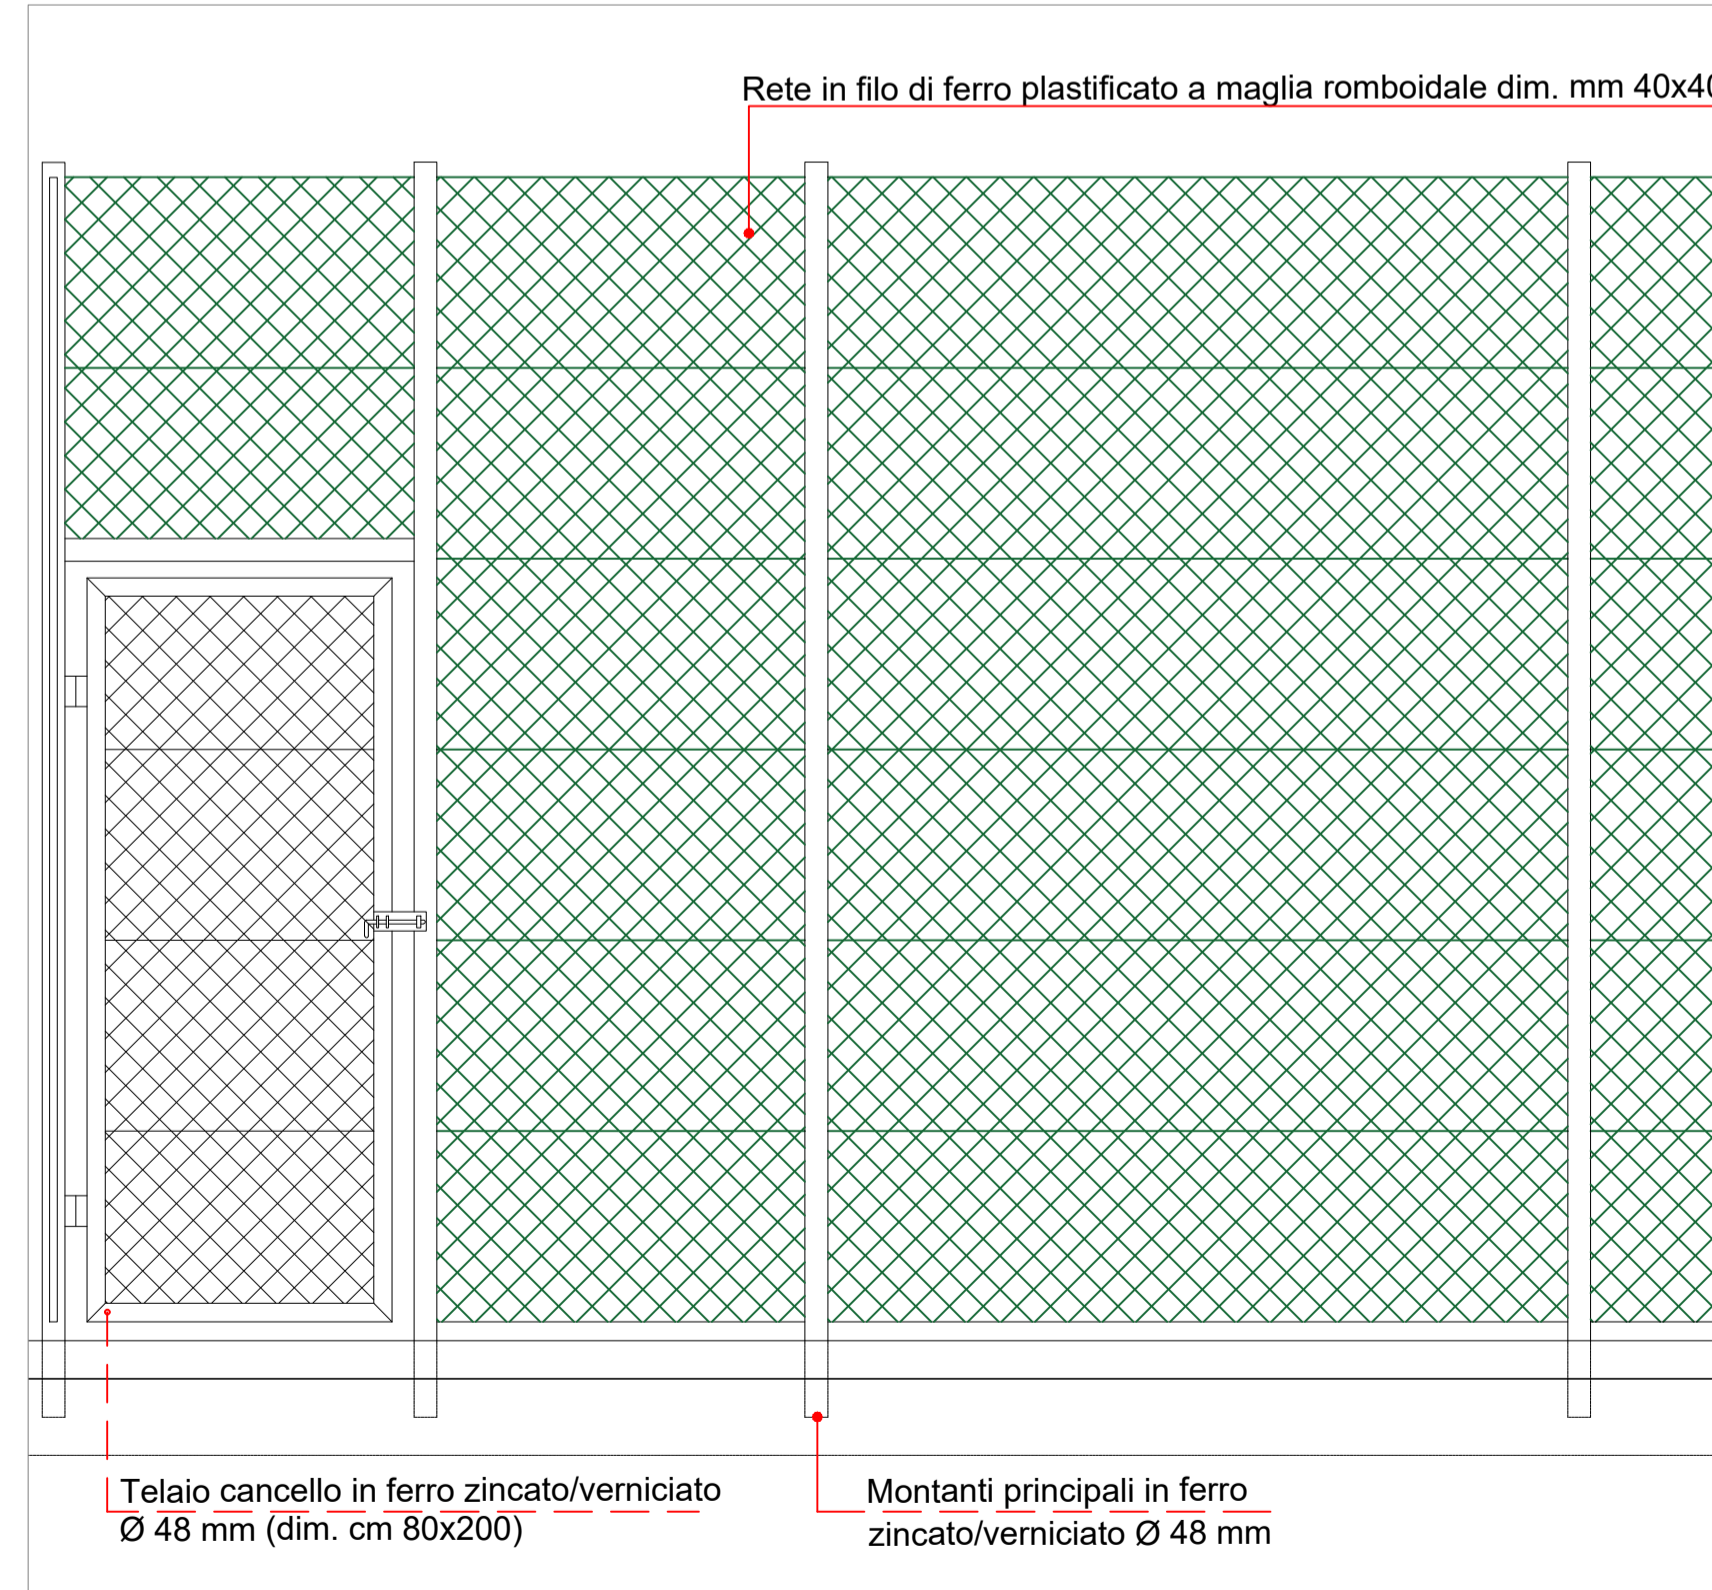 Rete in filo di ferro plastificato a maglia romboidale dim. mm 40x40
Telaio cancello in ferro zincato/verniciato
Ø 48 mm (dim. cm 80x200)
Montanti principali in ferro
zincato/verniciato Ø 48 mm